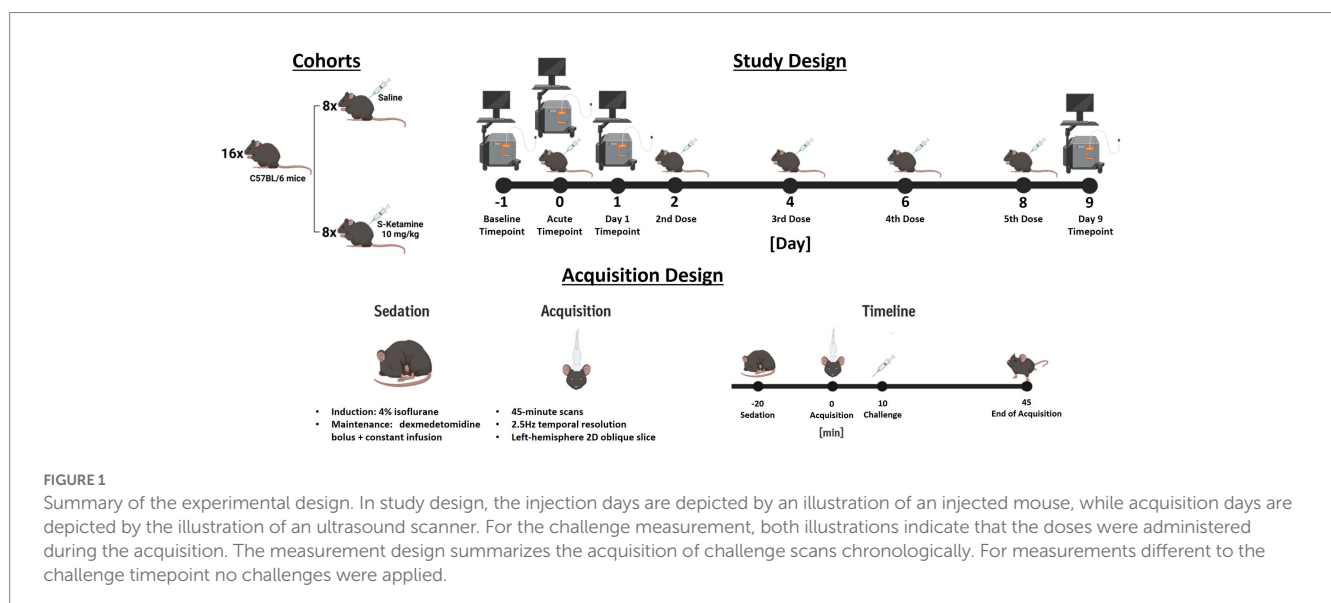 Cohorts
8x
Saline
16x
C57BL/6 mice
8x
S-Ketamine
10 mg/kg
Study Design
-1
0
1
2
4
6
8
9
Baseline
Timepoint
Acute
Timepoint
Day 1
Timepoint
2nd Dose
3rd Dose
4th Dose
5th Dose
Day 9
Timepoint
[Day]
Acquisition Design
Sedation
• Induction: 4% isoflurane
• Maintenance: dexmedetomidine
bolus + constant infusion
Acquisition
• 45-minute scans
• 2.5Hz temporal resolution
• Left-hemisphere 2D oblique slice
Timeline
-20
Sedation
0
Acquisition
10
Challenge
45
End of Acquisition
[min]
FIGURE 1
Summary of the experimental design. In study design, the injection days are depicted by an illustration of an injected mouse, while acquisition days are
depicted by the illustration of an ultrasound scanner. For the challenge measurement, both illustrations indicate that the doses were administered
during the acquisition. The measurement design summarizes the acquisition of challenge scans chronologically. For measurements different to the
challenge timepoint no challenges were applied.